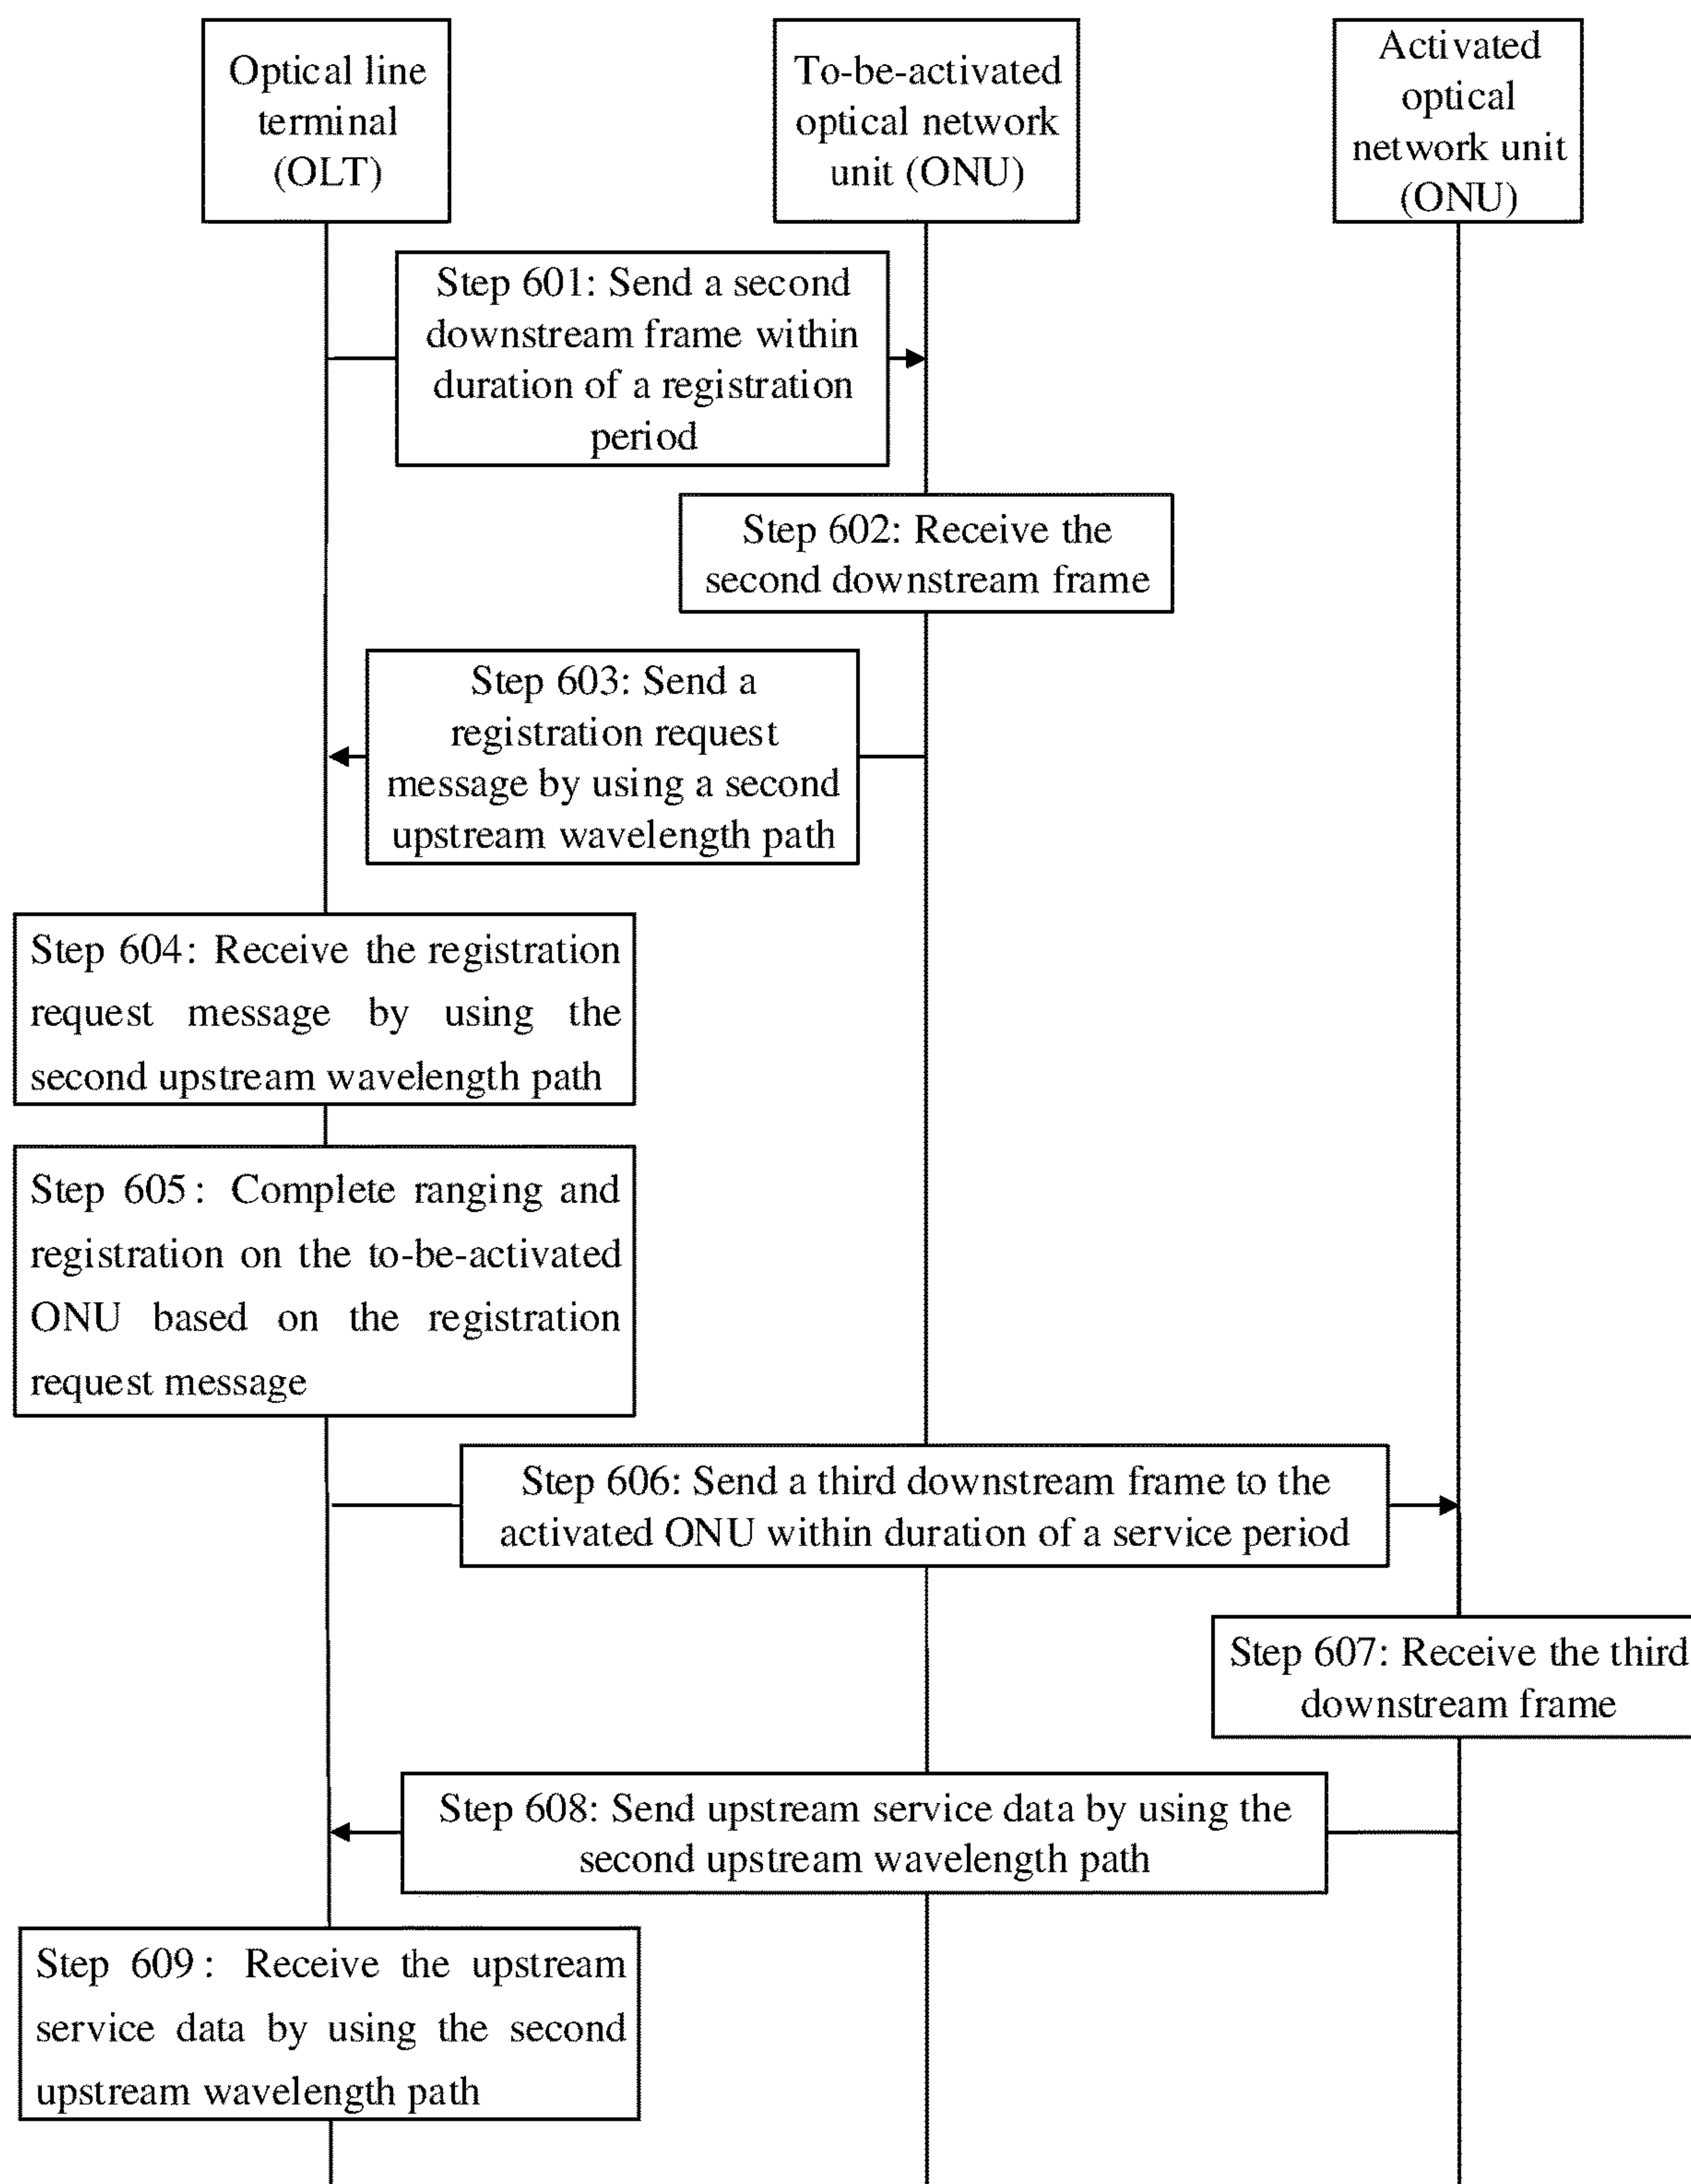 Optical line
terminal
(OLT)
To-be-activated
optical network
unit (ONU)
Activated
optical
network unit
(ONU)
Step 601: Send a second
downstream frame within
duration of a registration
period
Step 602: Receive the
second downstream frame
Step 603: Send a
registration request
message by using a second
upstream wavelength path
Step 604: Receive the registration
request message by using the
second upstream wavelength path
Step 605: Complete ranging and
registration on the to-be-activated
ONU based on the registration
request message
Step 606: Send a third downstream frame to the
activated ONU within duration of a service period
Step 607: Receive the third
downstream frame
Step 608: Send upstream service data by using the
second upstream wavelength path
Step 609: Receive the upstream
service data by using the second
upstream wavelength path